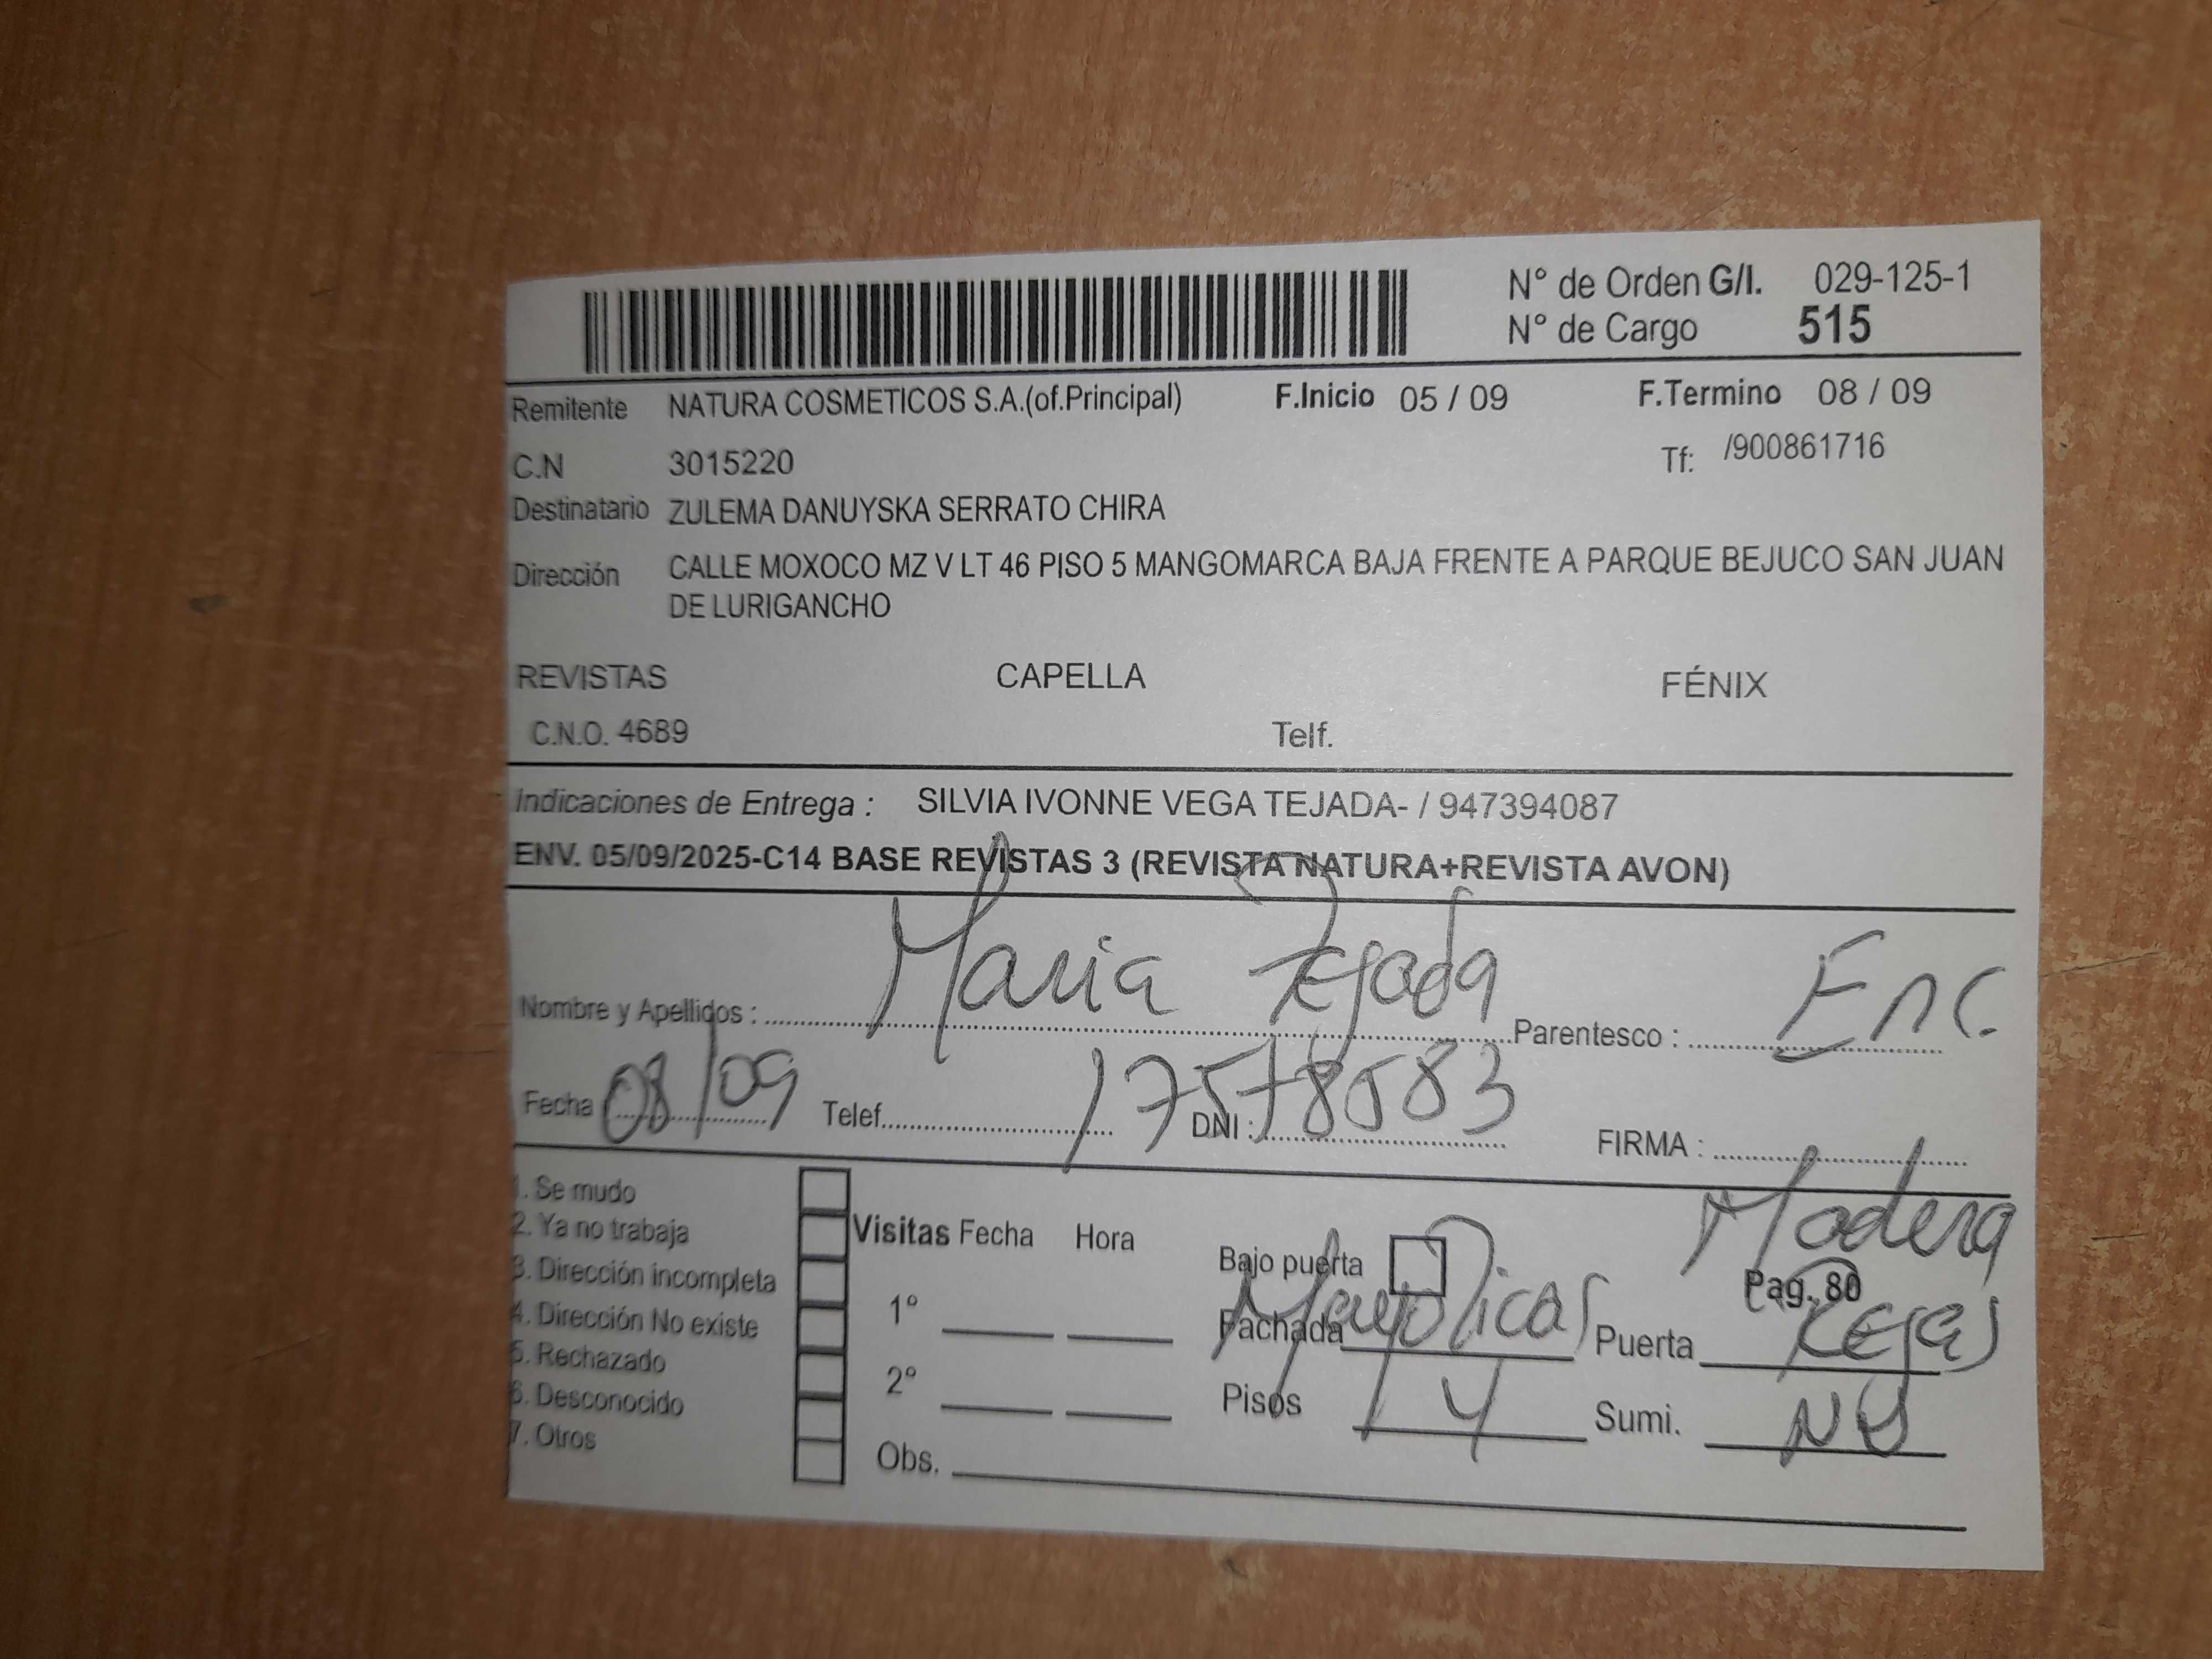 N° de Orden G/I. 029-125-1
N° de Cargo 515
Remitente NATURA COSMETICOS S.A.(of.Principal) F.Inicio 05 / 09 F.Termino 08 / 09
C.N 3015220 Tf: /900861716
Destinatario ZULEMA DANUYSKA SERRATO CHIRA
Dirección CALLE MOXOCO MZ V LT 46 PISO 5 MANGOMARCA BAJA FRENTE A PARQUE BEJUCO SAN JUAN
DE LURIGANCHO
REVISTAS CAPELLA FÉNIX
C.N.O. 4689 Telf.
Indicaciones de Entrega : SILVIA IVONNE VEGA TEJADA- / 947394087
ENV. 05/09/2025-C14 BASE REVISTAS 3 (REVISTA NATURA+REVISTA AVON)
Nombre y Apellidos : Maria Tejada Parentesco : Enc.
Fecha 08/09 Telef. DNI : FIRMA :
1. Se mudo
2. Ya no trabaja
3. Dirección incompleta
4. Dirección No existe
5. Rechazado
6. Desconocido
7. Otros
Visitas Fecha Hora
1°
2°
Obs.
Bajo puerta Madera
Pag. 80
Fachada Mayolicas Puerta Rejas
Pisos 4 Sumi.